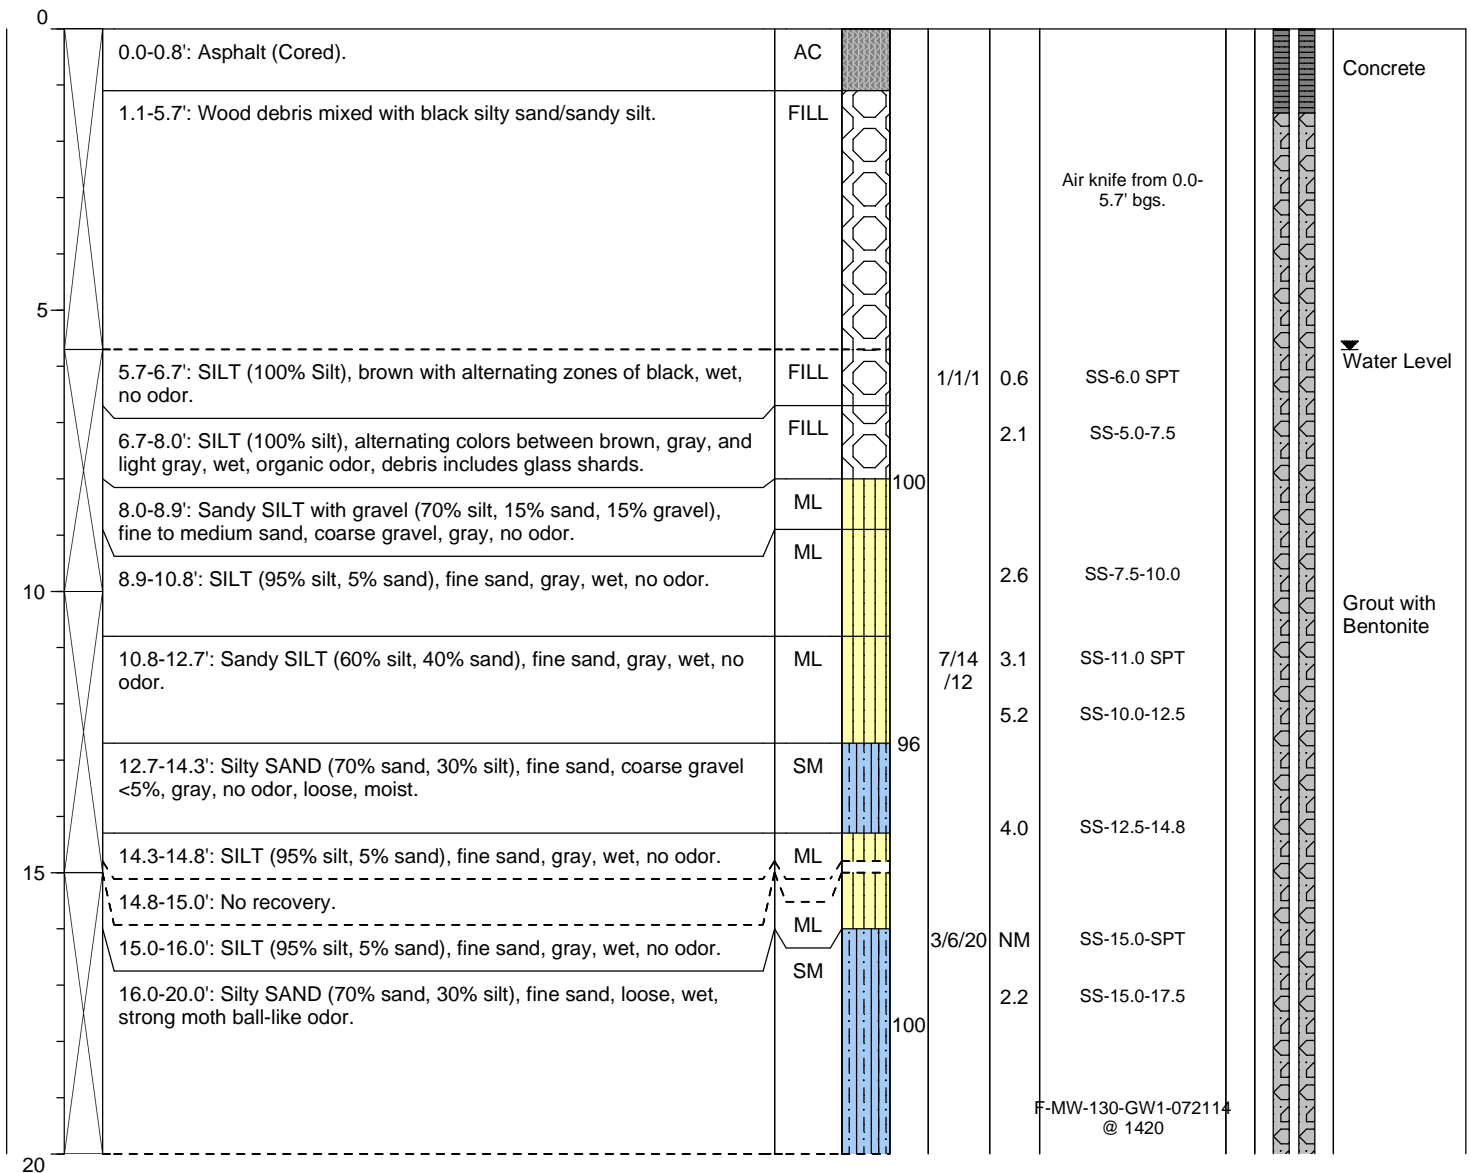 0
0.0-0.8': Asphalt (Cored).
AC
Concrete
1.1-5.7': Wood debris mixed with black silty sand/sandy silt.
FILL
Air knife from 0.0-
5.7' bgs.
5
Water Level
5.7-6.7': SILT (100% Silt), brown with alternating zones of black, wet,
no odor.
FILL
1/1/1
0.6
SS-6.0 SPT
6.7-8.0': SILT (100% silt), alternating colors between brown, gray, and
light gray, wet, organic odor, debris includes glass shards.
FILL
2.1
SS-5.0-7.5
100
8.0-8.9': Sandy SILT with gravel (70% silt, 15% sand, 15% gravel),
fine to medium sand, coarse gravel, gray, no odor.
ML
8.9-10.8': SILT (95% silt, 5% sand), fine sand, gray, wet, no odor.
ML
2.6
SS-7.5-10.0
10
Grout with
Bentonite
10.8-12.7': Sandy SILT (60% silt, 40% sand), fine sand, gray, wet, no
odor.
ML
7/14
/12
3.1
SS-11.0 SPT
5.2
SS-10.0-12.5
96
12.7-14.3': Silty SAND (70% sand, 30% silt), fine sand, coarse gravel
<5%, gray, no odor, loose, moist.
SM
4.0
SS-12.5-14.8
14.3-14.8': SILT (95% silt, 5% sand), fine sand, gray, wet, no odor.
ML
15
14.8-15.0': No recovery.
15.0-16.0': SILT (95% silt, 5% sand), fine sand, gray, wet, no odor.
ML
3/6/20
NM
SS-15.0-SPT
16.0-20.0': Silty SAND (70% sand, 30% silt), fine sand, loose, wet,
strong moth ball-like odor.
SM
2.2
SS-15.0-17.5
100
F-MW-130-GW1-072114
@ 1420
20